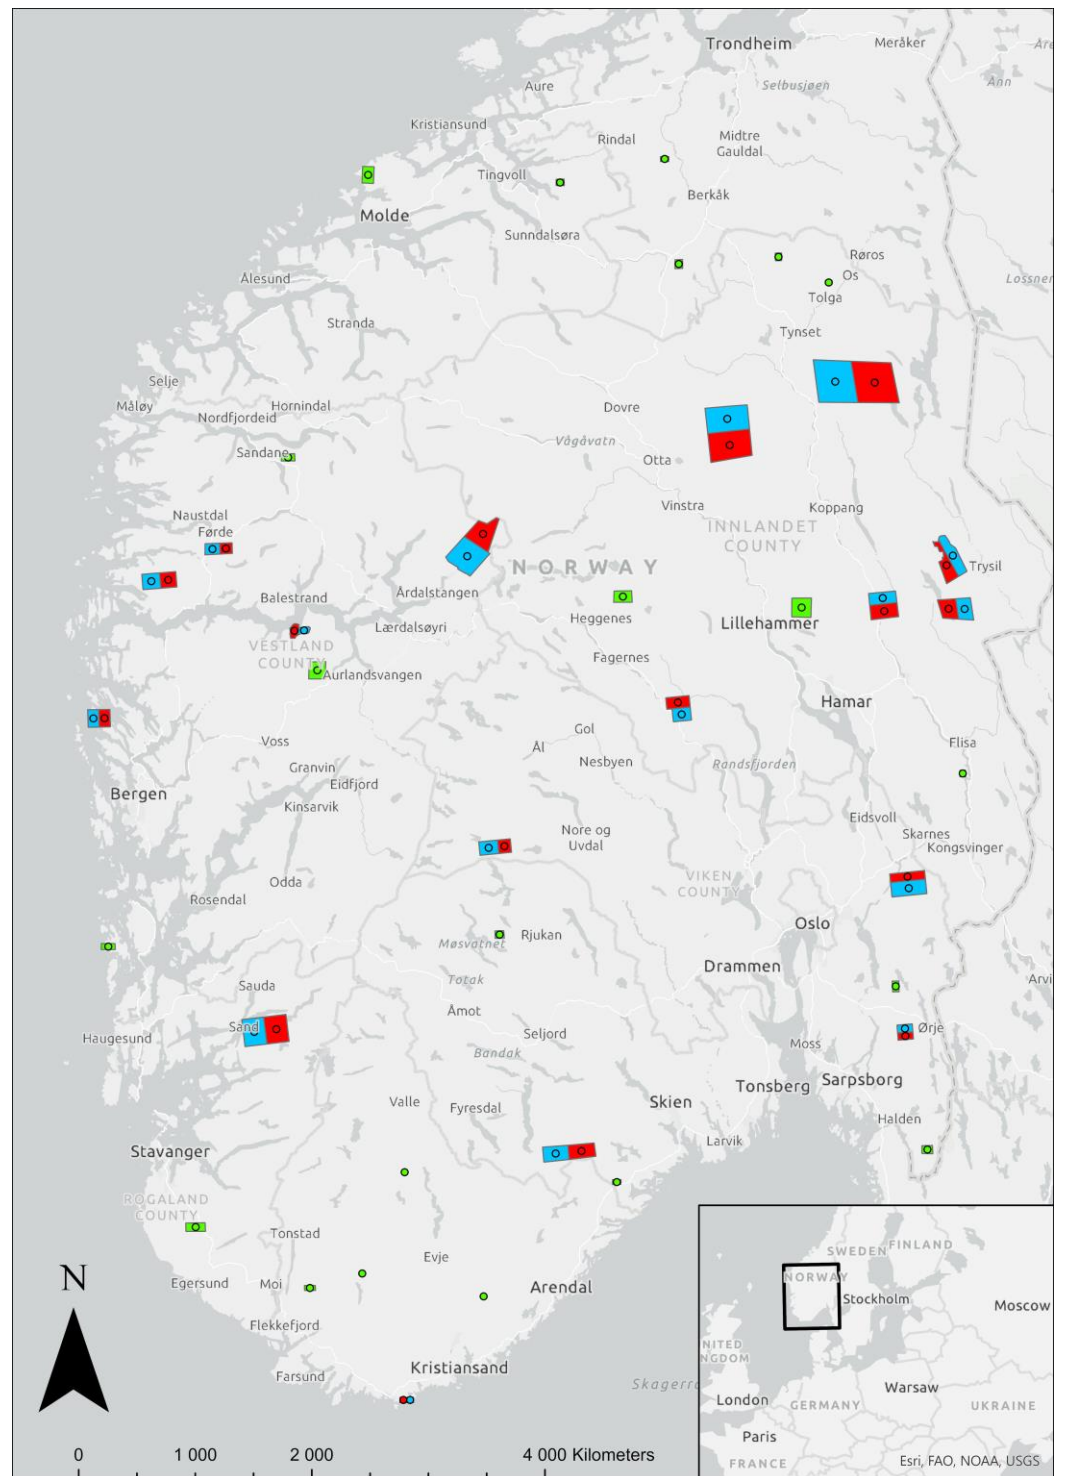 Trondheim
Meråker
Åre
Selbusjøen
Ånn
Aure
Kristiansund
Rindal
Midtre
Gauldal
Tingvoll
Berkåk
Molde
Sunndalsøra
Røros
Os
Ålesund
Tolga
Stranda
Tynset
Selje
Måløy
Hornindal
Nordfjordeid
Dovre
Vågåvatn
Sandane
Otta
Vinstra
Koppang
Naustdal
Førde
INNLANDET
COUNTY
NORWAY
Trysil
Balestrand
Årdalstangen
Heggenes
Lillehammer
Lærdalsøyri
VESTLAND
COUNTY
Fagernes
Aurlandsvangen
Hamar
Voss
Gol
Ål
Flisa
Granvin
Nesbyen
Randsfjorden
Eidfjord
Bergen
Kinsarvik
Eidsvoll
Nore og
Uvdal
Skarnes
Kongsvinger
Odda
VIKEN
COUNTY
Rosendal
Oslo
Møsvatnet
Rjukan
Drammen
Sauda
Totak
Arvi
Åmot
Sand
Seljord
Ørje
Haugesund
Moss
Bandak
Sarpsborg
Tonsberg
Valle
Fyresdal
Skien
Halden
Larvik
Stavanger
ROGALAND
COUNTY
Tonstad
Evje
Egersund
Moi
Arendal
Flekkefjord
Kristiansand
Farsund
N
0 1 000 2 000 4 000 Kilometers
SWEDEN
FINLAND
NORWAY
Stockholm
Moscow
London
Warsaw
GERMANY
UKRAINE
Paris
FRANCE
Esri, FAO, NOAA, USGS